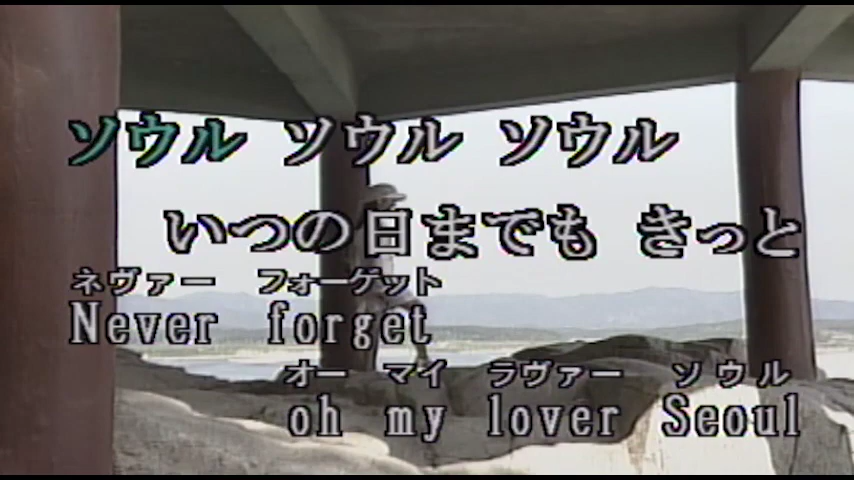 ソウル ソウル ソウル
いつの日までも きっと
ネヴァー フォーゲット
Never forget
オー マイ ラヴァー ソウル
oh my lover Seoul